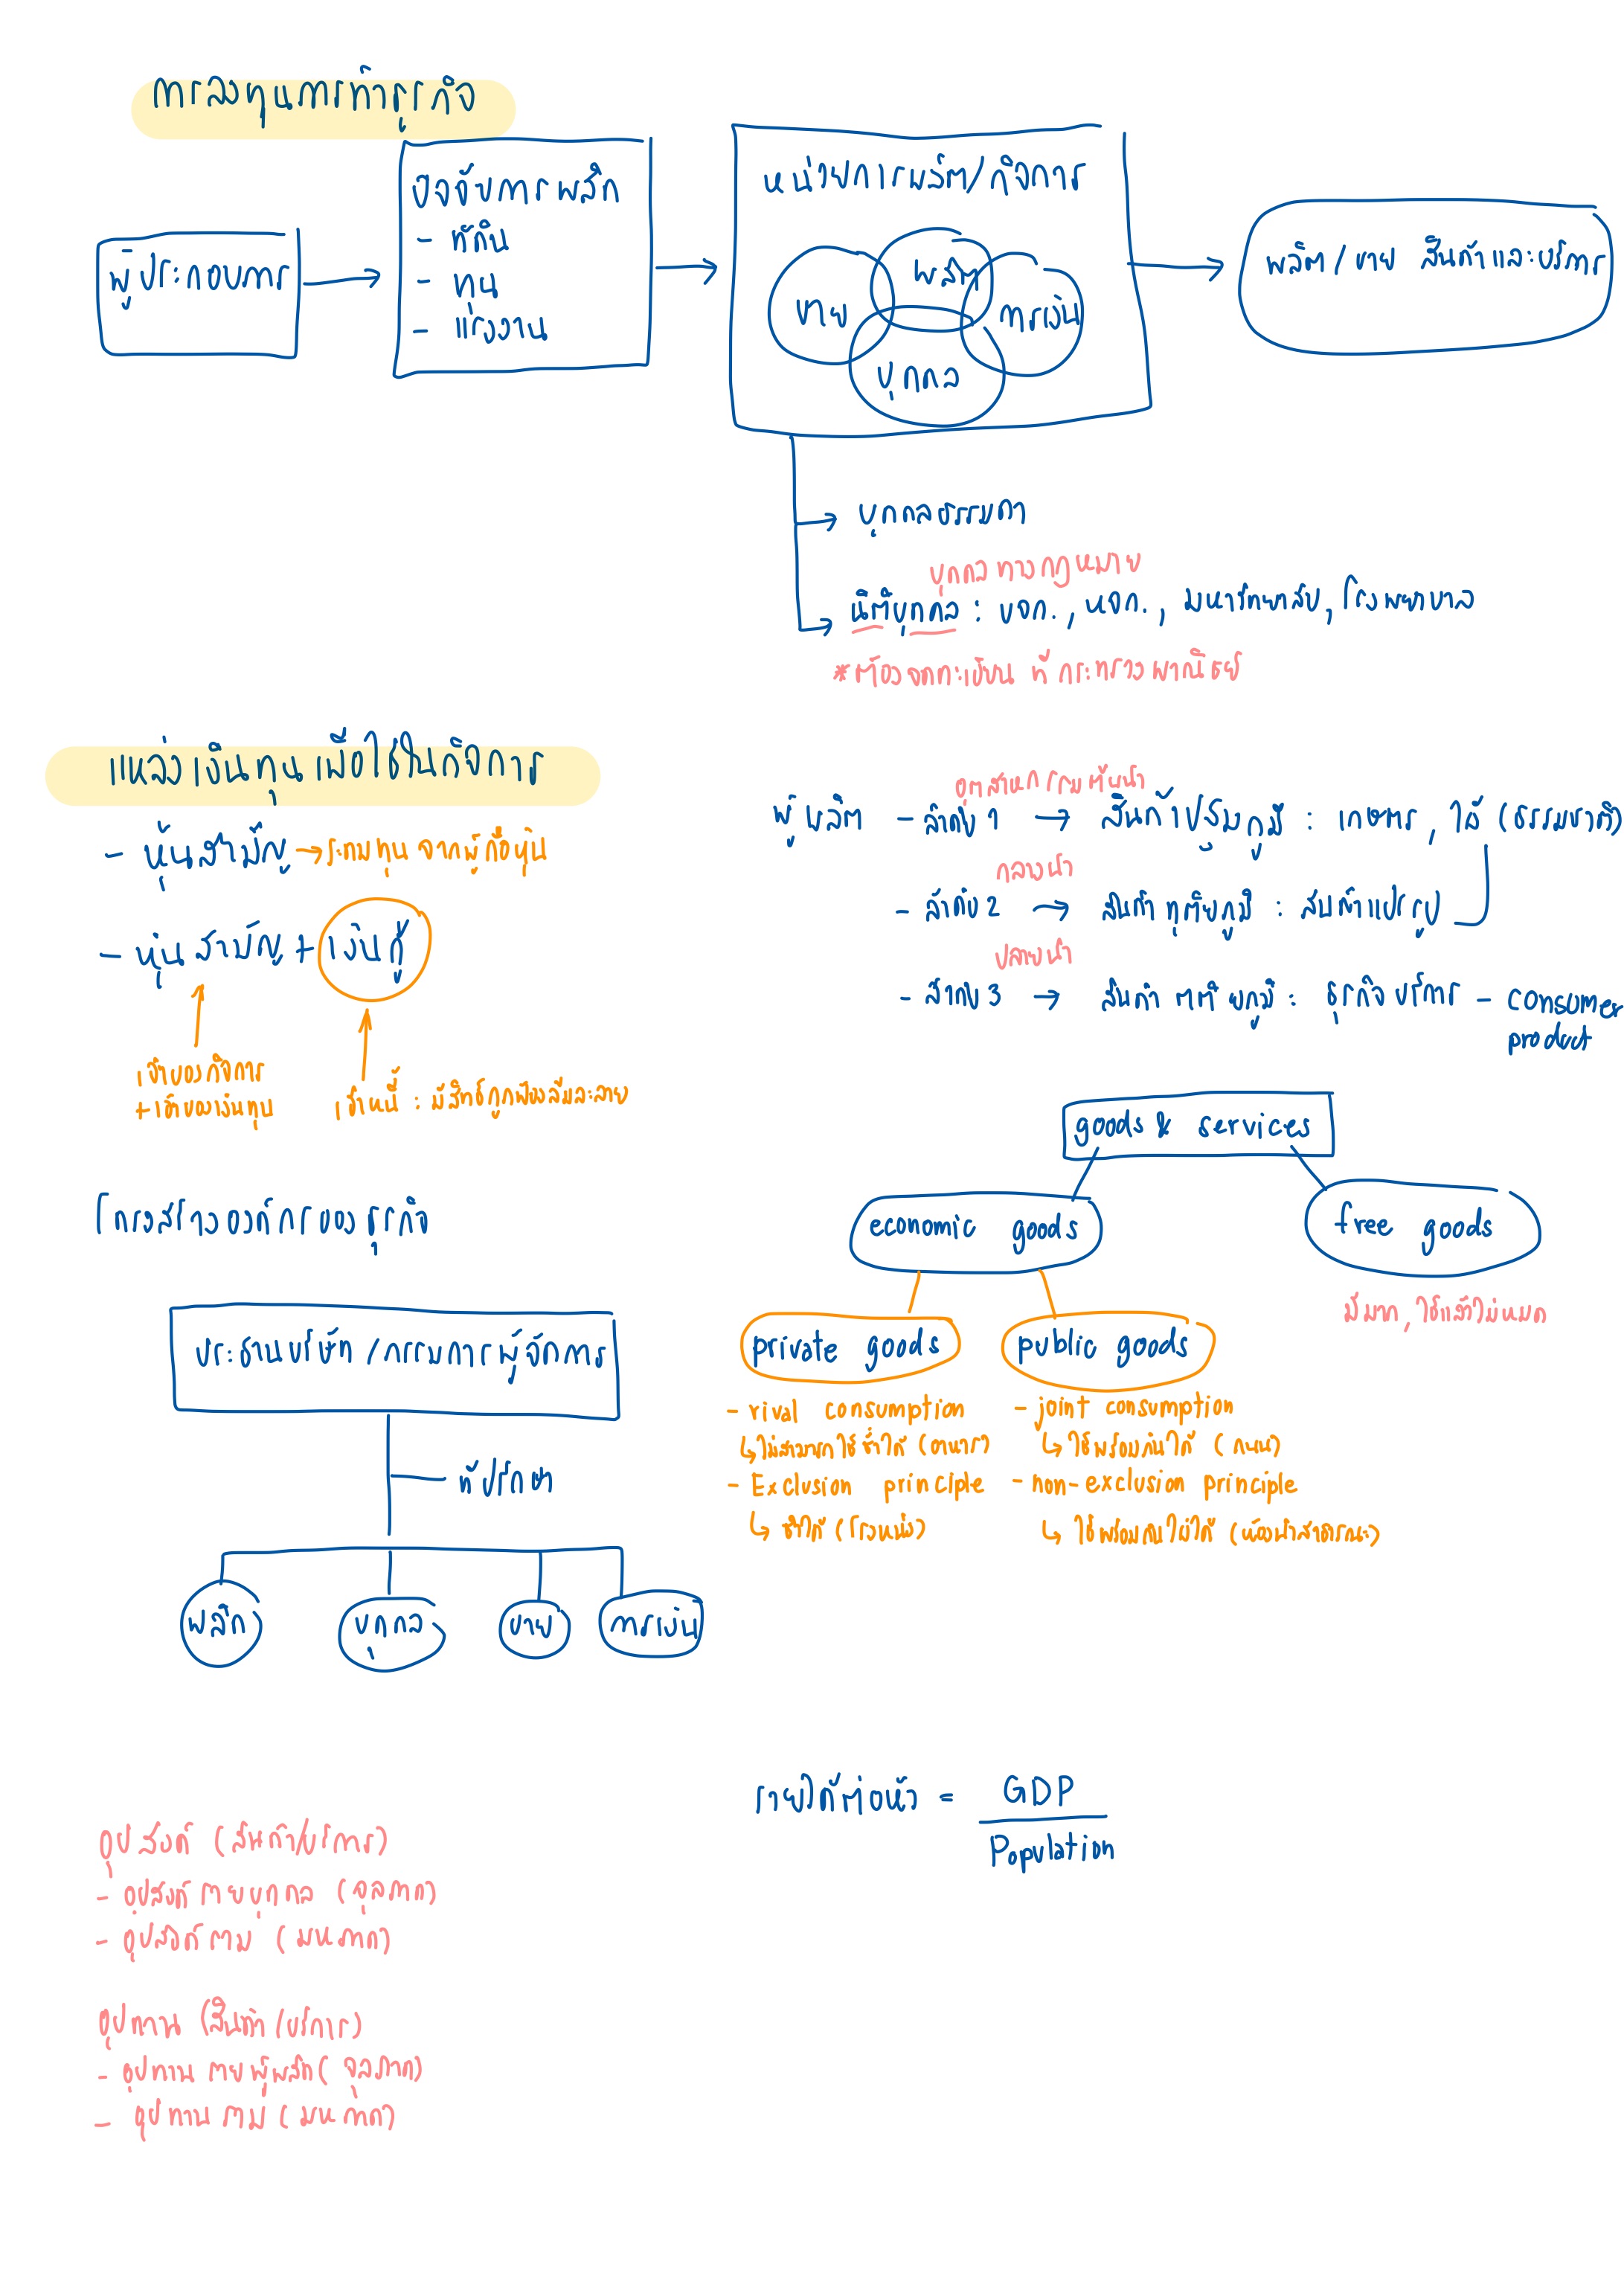 การลงทุนการทำธุรกิจ
ผู้ประกอบการ
ปัจจัยการผลิต
- ที่ดิน
- ทุน
- แรงงาน
หน่วยการผลิต/กิจการ
ขาย
ผลิต
การเงิน
บุคคล
ผลิต / ขาย สินค้าและบริการ
บุคคลธรรมดา
บุคคลทางกฎหมาย
นิติบุคคล : บจก. , หจก. , มหาวิทยาลัย , โรงพยาบาล
*ต้องจดทะเบียน ที่ กระทรวงพาณิชย์
แหล่งเงินทุนเพื่อใช้ในกิจการ
- หุ้นสามัญ → ระดมทุน จากผู้ถือหุ้น
- หุ้นสามัญ + เงินกู้
เจ้าของกิจการ
+เจ้าของเงินทุน
เจ้าหนี้ : มีสิทธิ์ถูกฟ้องล้มละลาย
อุตสาหกรรมต้นน้ำ
ผู้ผลิต - ลำดับ 1 → สินค้าปฐมภูมิ : เกษตร , ไม้ (ธรรมชาติ)
กลางน้ำ
- ลำดับ 2 → สินค้าทุติยภูมิ : สินค้าแปรรูป
ปลายน้ำ
- ลำดับ 3 → สินค้า ตติยภูมิ : ธุรกิจบริการ - consumer
product
goods & services
economic goods
free goods
มีมาก , ใช้แล้วไม่หมด
private goods
public goods
- rival consumption
↳ ไม่สามารถใช้ซ้ำได้ (อาหาร)
- Exclusion principle
↳ ซ้ำได้ (โรงหนัง)
- joint consumption
↳ ใช้พร้อมกันได้ (ถนน)
- non-exclusion principle
↳ ใช้พร้อมกันไม่ได้ (ห้องน้ำสาธารณะ)
โครงสร้างองค์การของธุรกิจ
ประธานบริษัท / กรรมการผู้จัดการ
ที่ปรึกษา
ผลิต
บุคคล
ขาย
การเงิน
รายได้ต่อหัว = GDP
Population
อุปสงค์ (สินค้า/บริการ)
- อุปสงค์ตายบุคคล (จุลภาค)
- อุปสงค์ (มหภาค)
อุปทาน (สินค้า/บริการ)
- อุปทาน ตายผู้ผลิต (จุลภาค)
- อุปทาน (มหภาค)